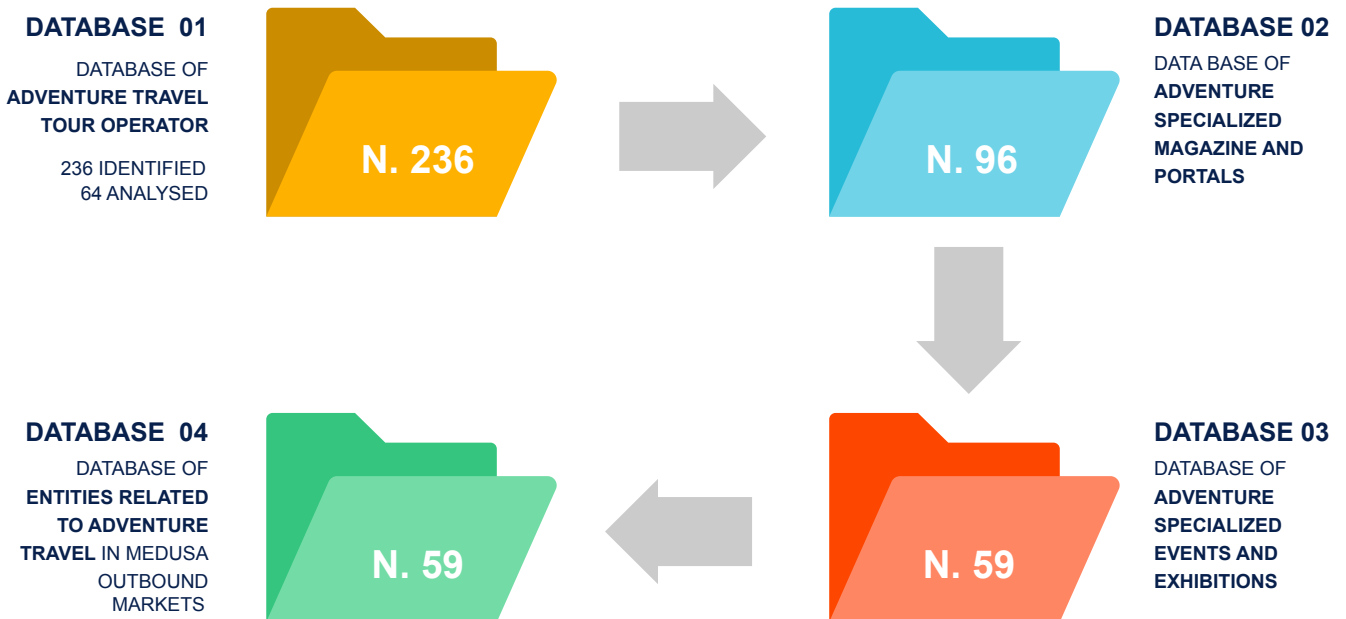 DATABASE 01
DATABASE OF
ADVENTURE TRAVEL
TOUR OPERATOR
236 IDENTIFIED
64 ANALYSED
N. 236
N. 96
DATABASE 02
DATA BASE OF
ADVENTURE
SPECIALIZED
MAGAZINE AND
PORTALS
DATABASE 04
DATABASE OF
ENTITIES RELATED
TO ADVENTURE
TRAVEL IN MEDUSA
OUTBOUND
MARKETS
N. 59
N. 59
DATABASE 03
DATABASE OF
ADVENTURE
SPECIALIZED
EVENTS AND
EXHIBITIONS